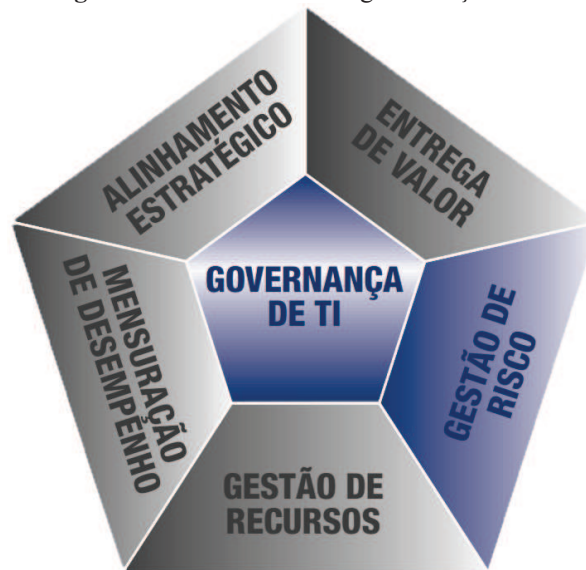 ALINHAMENTO
ESTRATÉGICO
ENTREGA
DE VALOR
GOVERNANÇA
DE TI
MENSURAÇÃO
DE DESEMPENHO
GESTÃO DE
RISCO
GESTÃO DE
RECURSOS